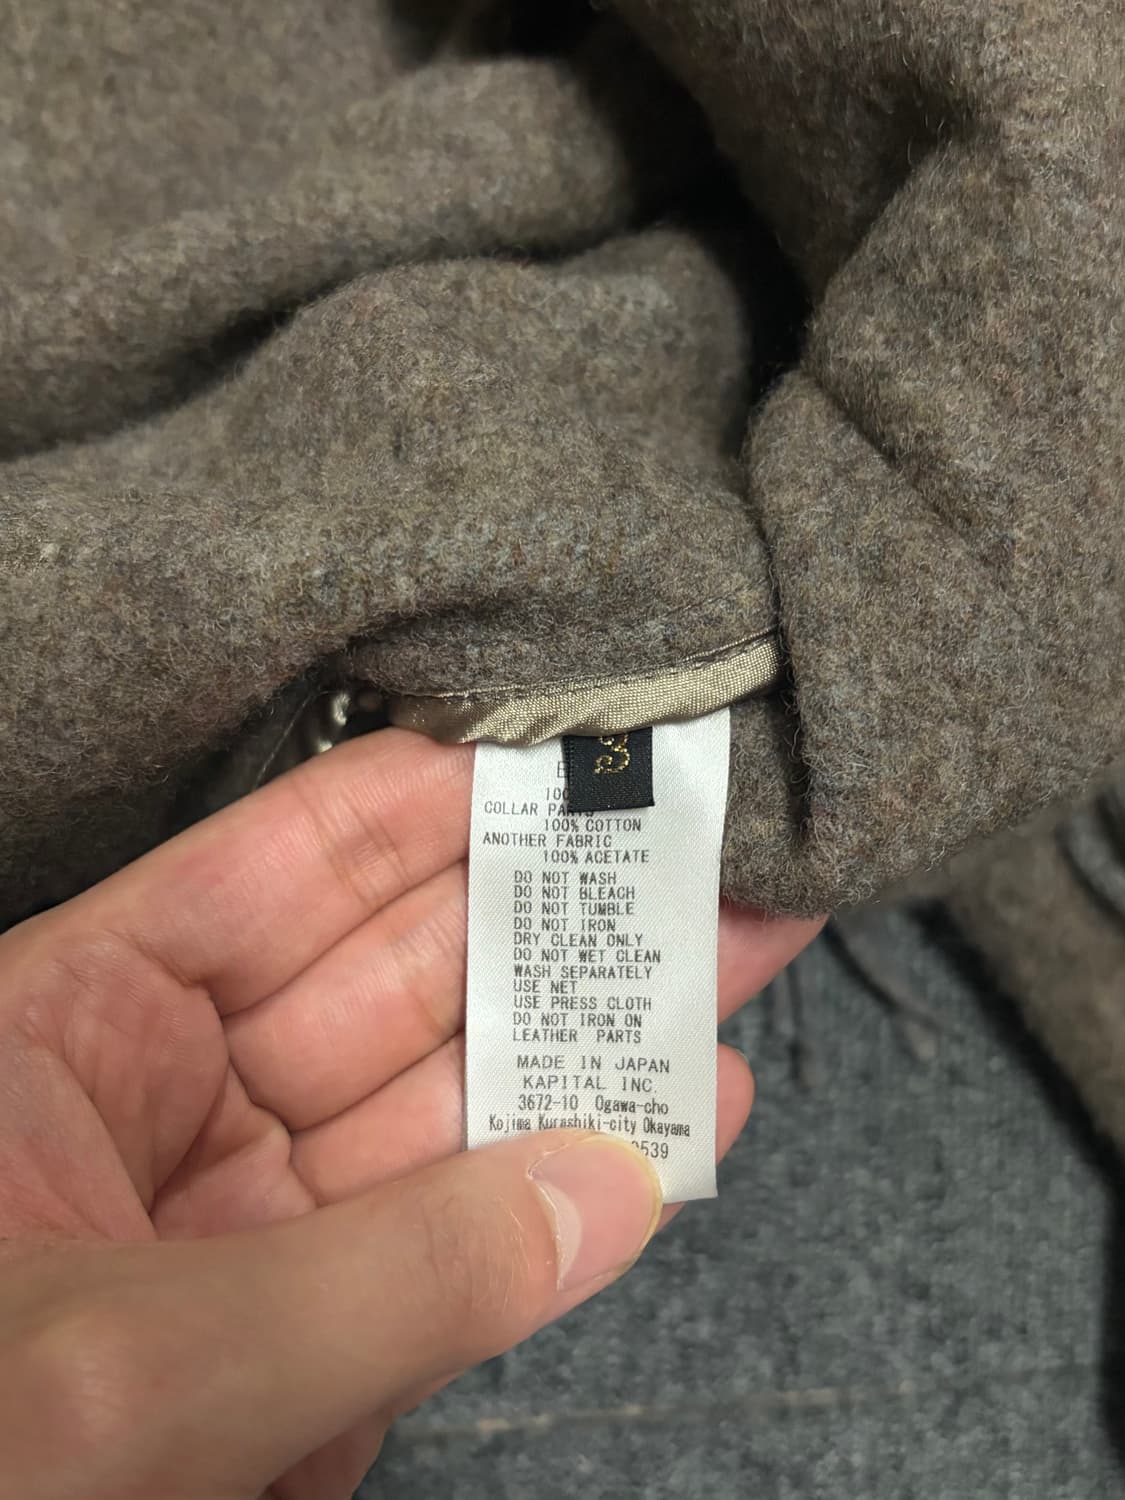 3
COLLAR PARTS
100% COTTON
ANOTHER FABRIC
100% ACETATE
DO NOT WASH
DO NOT BLEACH
DO NOT TUMBLE
DO NOT IRON
DRY CLEAN ONLY
DO NOT WET CLEAN
WASH SEPARATELY
USE NET
USE PRESS CLOTH
DO NOT IRON ON
LEATHER PARTS
MADE IN JAPAN
KAPITAL INC.
3672-10 Ogawa-cho
Kojima Kurashiki-city Okayama